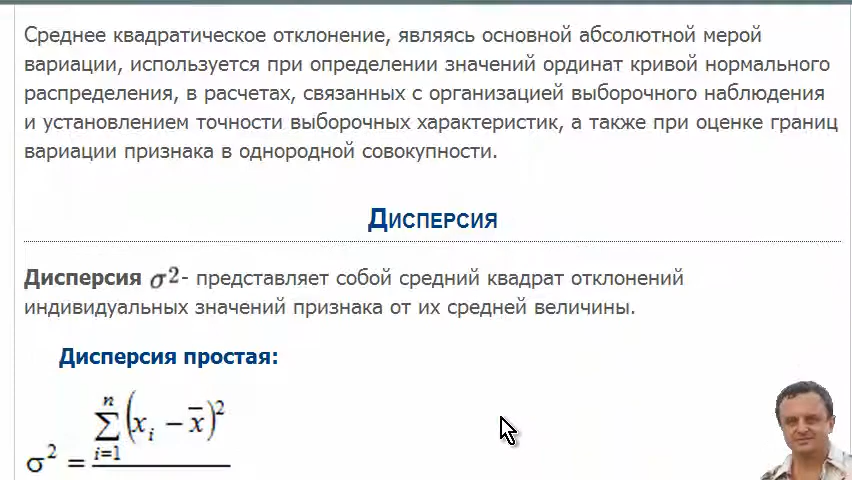 Среднее квадратическое отклонение, являясь основной абсолютной мерой
вариации, используется при определении значений ординат кривой нормального
распределения, в расчетах, связанных с организацией выборочного наблюдения
и установлением точности выборочных характеристик, а также при оценке границ
вариации признака в однородной совокупности.
Дисперсия
Дисперсия σ²- представляет собой средний квадрат отклонений
индивидуальных значений признака от их средней величины.
Дисперсия простая:
σ² = ∑ⁿᵢ₌₁ (xᵢ − x̅)²